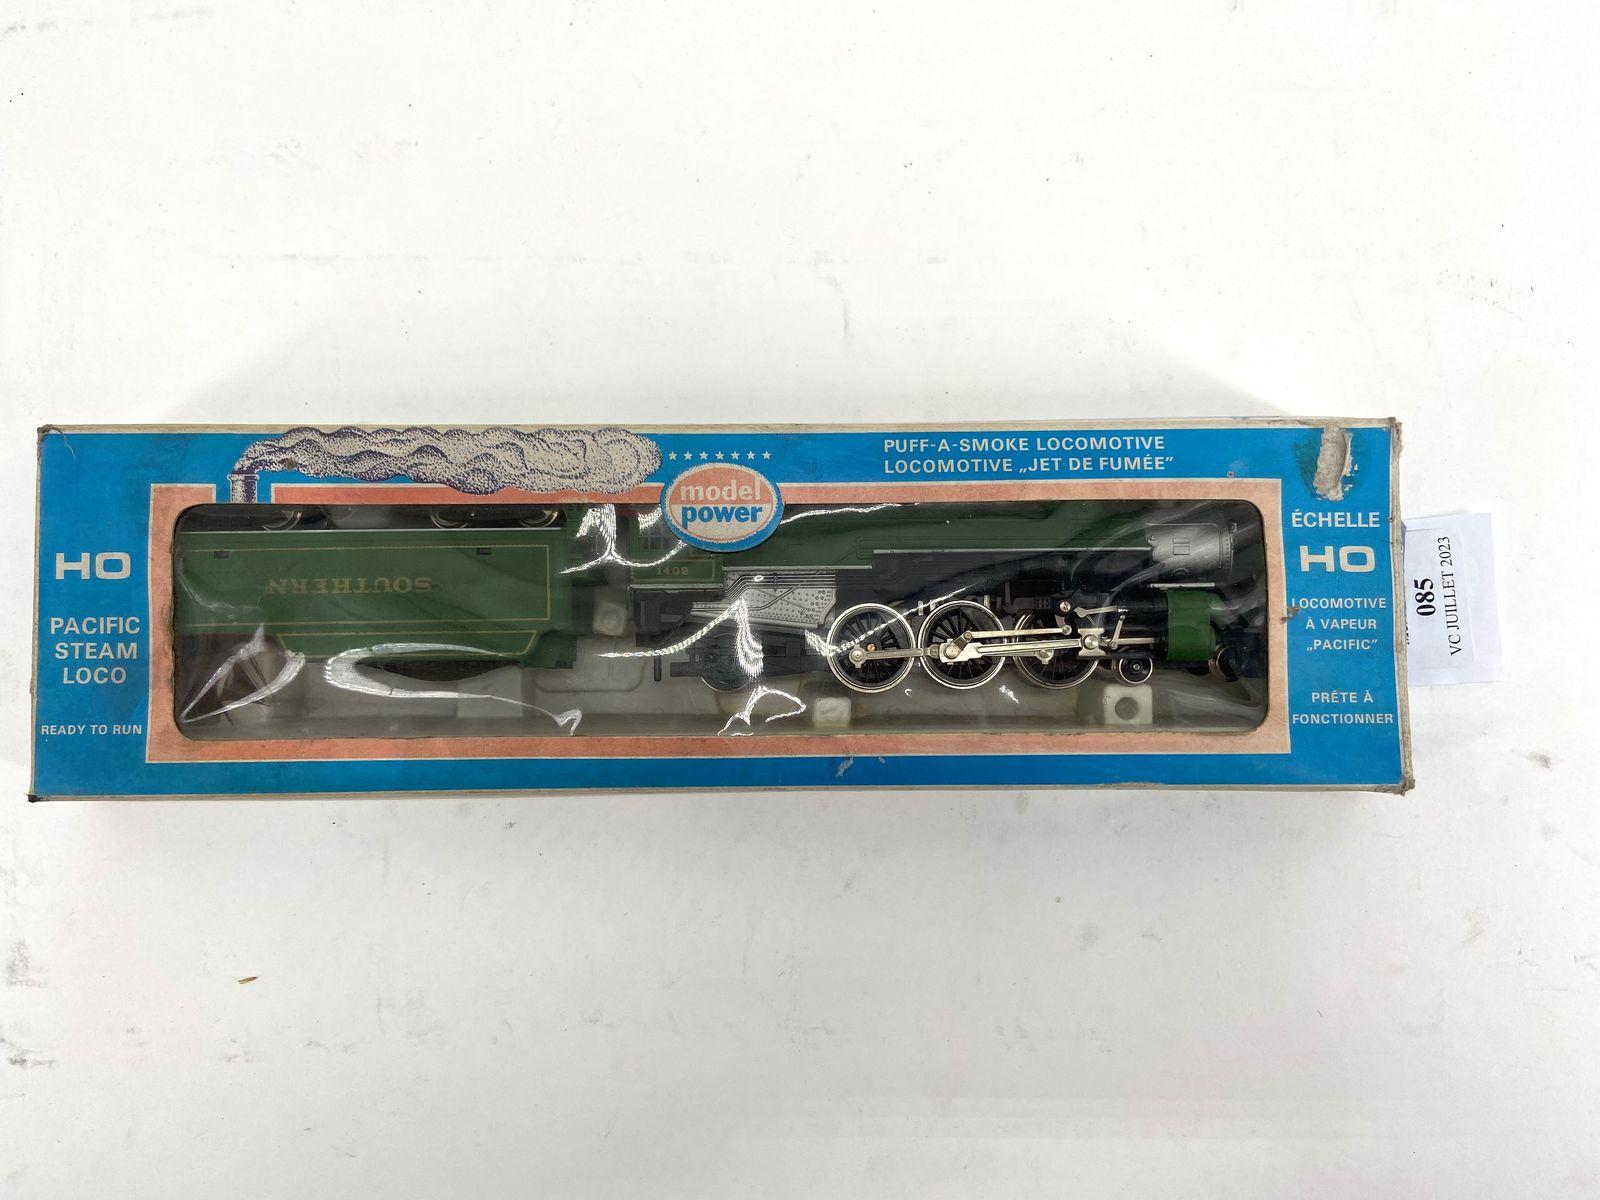 PUFF-A-SMOKE LOCOMOTIVE
LOCOMOTIVE „JET DE FUMÉE”
model
power
HO
PACIFIC
STEAM
LOCO
READY TO RUN
SOUTHERN
1402
ÉCHELLE
HO
LOCOMOTIVE
À VAPEUR
„PACIFIC”
PRÊTE À
FONCTIONNER
085
VC JUILLET 2023